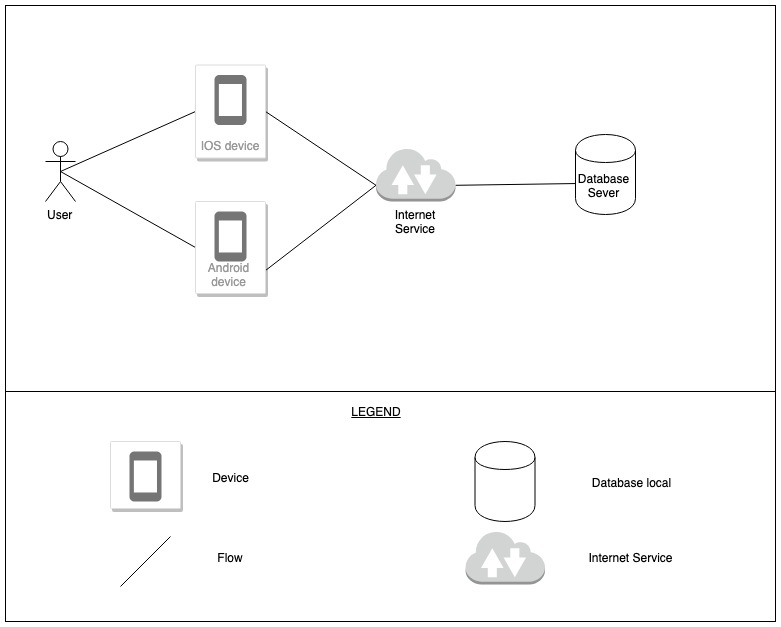 IOS device
User
Android
device
Internet
Service
Database
Sever
LEGEND
Device
Database local
Flow
Internet Service